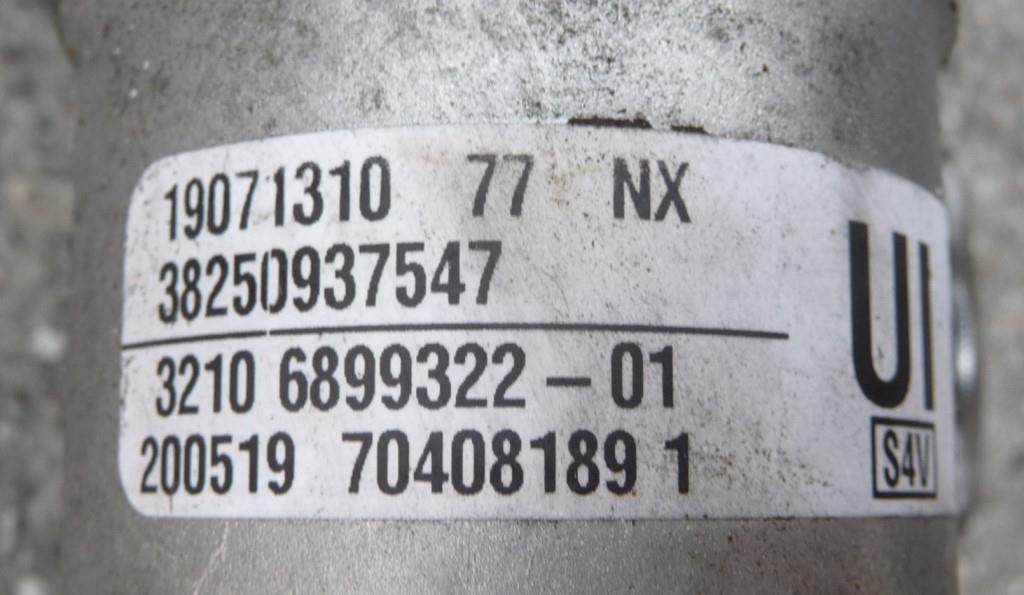 19071310 77 NX
38250937547
3210 6899322-01
200519 70408189 1
UI
S4V